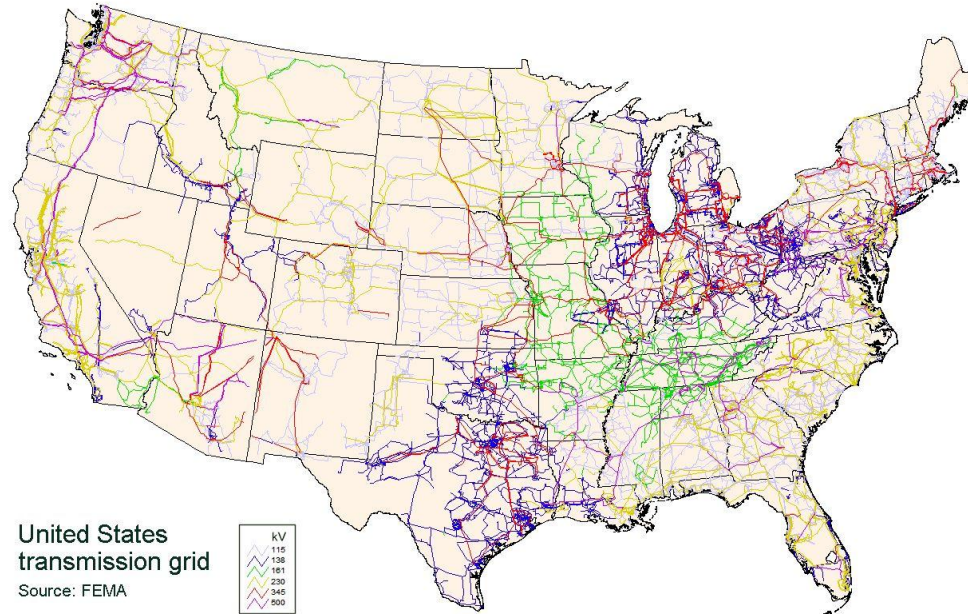 United States
transmission grid
Source: FEMA
kV
115
138
161
230
345
500